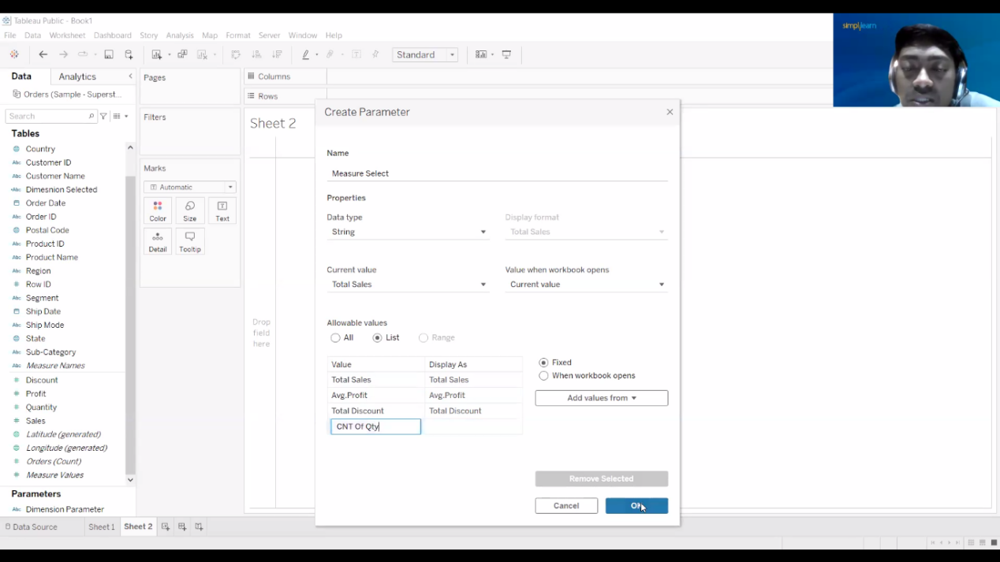 Tableau Public - Book1
simplilearn
File Data Worksheet Dashboard Story Analysis Map Format Server Window Help
Standard
Data Analytics
Pages
Columns
Orders (Sample - Superst...
Rows
Search
Filters
Sheet 2
Tables
Country
Customer ID
Customer Name
Dimesnion Selected
Order Date
Order ID
Postal Code
Product ID
Product Name
Region
Row ID
Segment
Ship Date
Ship Mode
State
Sub-Category
Measure Names
Discount
Profit
Quantity
Sales
Latitude (generated)
Longitude (generated)
Orders (Count)
Measure Values
Parameters
Dimension Parameter
Marks
Automatic
Color Size Text
Detail Tooltip
Drop
field
here
Create Parameter
Name
Measure Select
Properties
Data type Display format
String Total Sales
Current value Value when workbook opens
Total Sales Current value
Allowable values
All List Range
Value Display As
Total Sales Total Sales
Avg.Profit Avg.Profit
Total Discount Total Discount
CNT Of Qty
Fixed
When workbook opens
Add values from
Remove Selected
Cancel OK
Data Source Sheet 1 Sheet 2